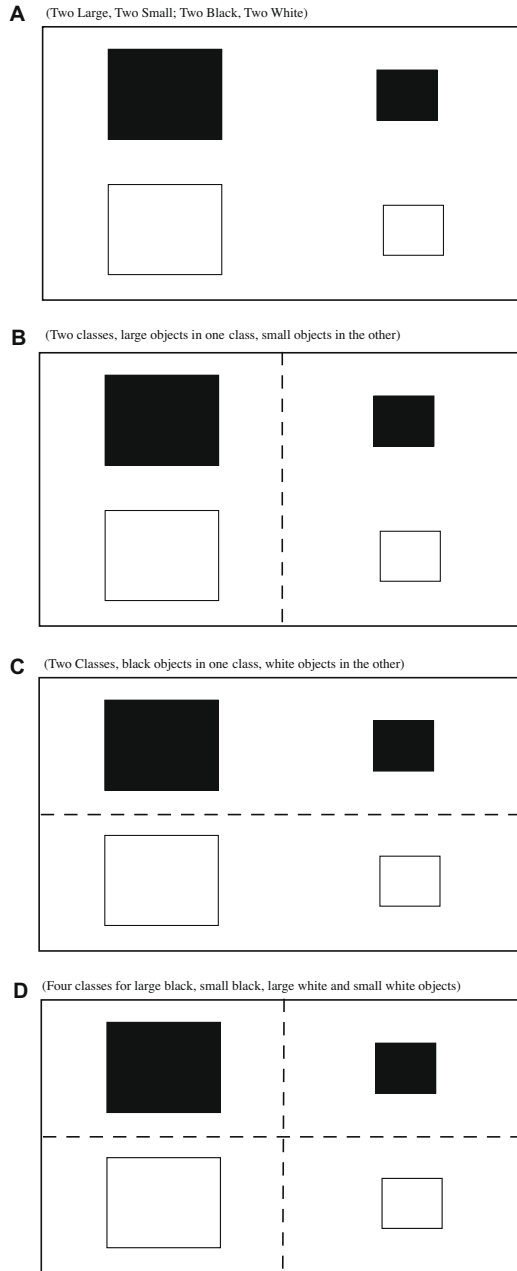 A (Two Large, Two Small; Two Black, Two White)
B (Two classes, large objects in one class, small objects in the other)
C (Two Classes, black objects in one class, white objects in the other)
D (Four classes for large black, small black, large white and small white objects)